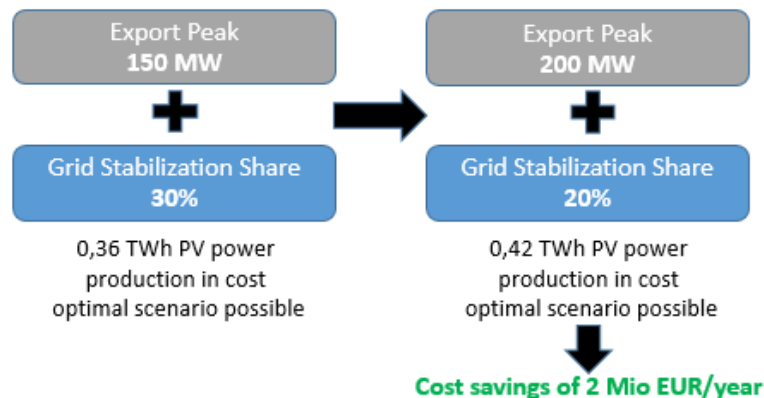 Export Peak
150 MW
Export Peak
200 MW
Grid Stabilization Share
30%
Grid Stabilization Share
20%
0,36 TWh PV power
production in cost
optimal scenario possible
0,42 TWh PV power
production in cost
optimal scenario possible
Cost savings of 2 Mio EUR/year